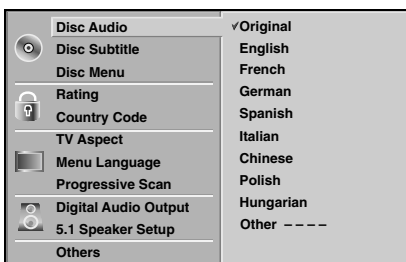 Disc Audio
Disc Subtitle
Disc Menu
Rating
Country Code
TV Aspect
Menu Language
Progressive Scan
Digital Audio Output
5.1 Speaker Setup
Others
✓Original
English
French
German
Spanish
Italian
Chinese
Polish
Hungarian
Other – – – –